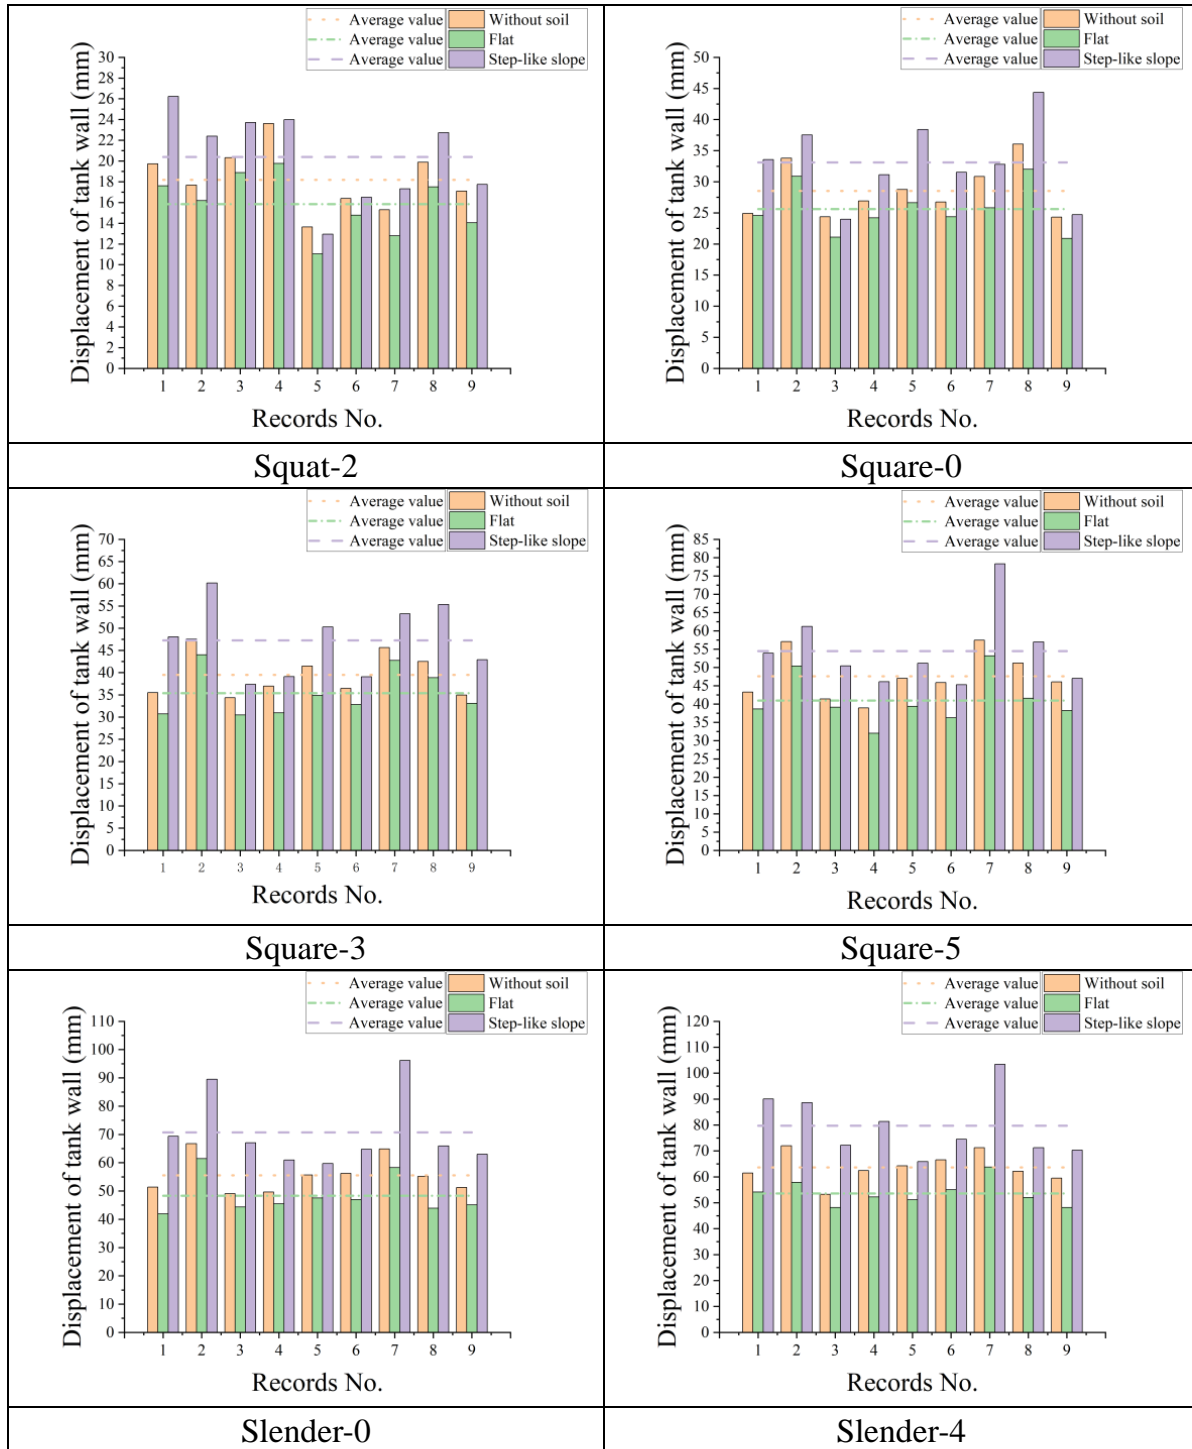 Average value Without soil
Average value Flat
Average value Step-like slope
Displacement of tank wall (mm)
30
28
26
24
22
20
18
16
14
12
10
8
6
4
2
0
1 2 3 4 5 6 7 8 9
Records No.
Squat-2
Average value Without soil
Average value Flat
Average value Step-like slope
Displacement of tank wall (mm)
50
45
40
35
30
25
20
15
10
5
0
1 2 3 4 5 6 7 8 9
Records No.
Square-0
Average value Without soil
Average value Flat
Average value Step-like slope
Displacement of tank wall (mm)
70
65
60
55
50
45
40
35
30
25
20
15
10
5
0
1 2 3 4 5 6 7 8 9
Records No.
Square-3
Average value Without soil
Average value Flat
Average value Step-like slope
Displacement of tank wall (mm)
85
80
75
70
65
60
55
50
45
40
35
30
25
20
15
10
5
0
1 2 3 4 5 6 7 8 9
Records No.
Square-5
Average value Without soil
Average value Flat
Average value Step-like slope
Displacement of tank wall (mm)
110
100
90
80
70
60
50
40
30
20
10
0
1 2 3 4 5 6 7 8 9
Records No.
Slender-0
Average value Without soil
Average value Flat
Average value Step-like slope
Displacement of tank wall (mm)
120
110
100
90
80
70
60
50
40
30
20
10
0
1 2 3 4 5 6 7 8 9
Records No.
Slender-4